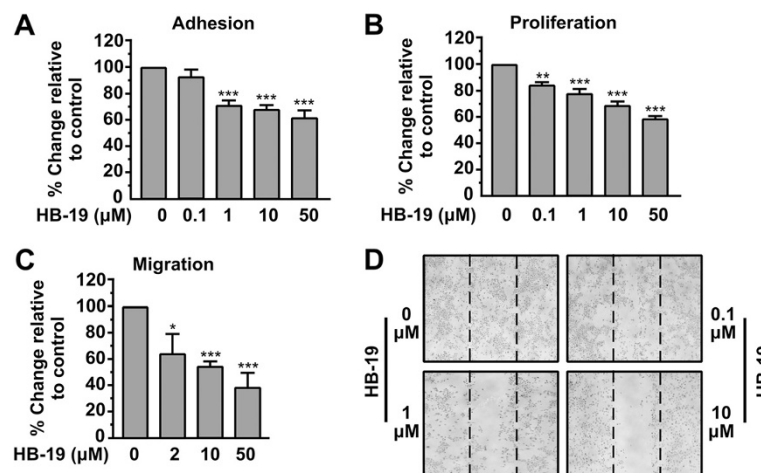 A
Adhesion
% Change relative
to control
120
100
80
60
40
20
0
***
***
***
HB-19 (µM) 0 0.1 1 10 50
B
Proliferation
% Change relative
to control
120
100
80
60
40
20
0
**
***
***
***
HB-19 (µM) 0 0.1 1 10 50
C
Migration
% Change relative
to control
120
100
80
60
40
20
0
*
***
***
HB-19 (µM) 0 2 10 50
D
HB-19
0
µM
1
µM
0.1
µM
10
µM